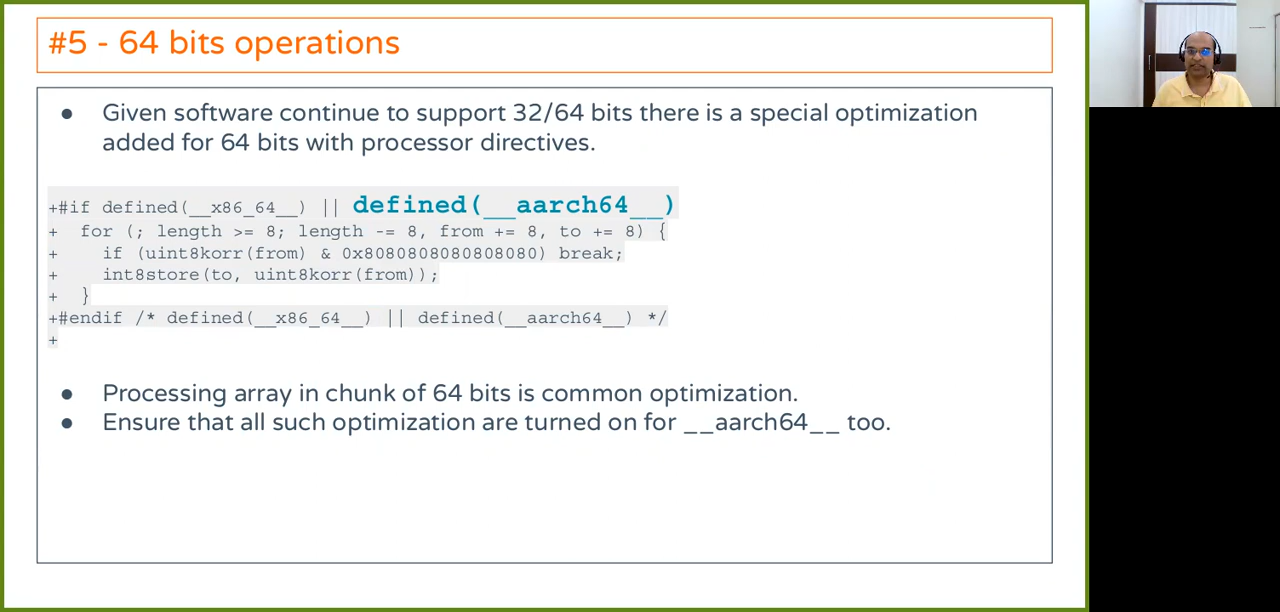 #5 - 64 bits operations
● Given software continue to support 32/64 bits there is a special optimization
added for 64 bits with processor directives.
+#if defined(__x86_64__) || defined(__aarch64__)
+  for (; length >= 8; length -= 8, from += 8, to += 8) {
+    if (uint8korr(from) & 0x8080808080808080) break;
+    int8store(to, uint8korr(from));
+  }
+#endif /* defined(__x86_64__) || defined(__aarch64__) */
+
● Processing array in chunk of 64 bits is common optimization.
● Ensure that all such optimization are turned on for __aarch64__ too.